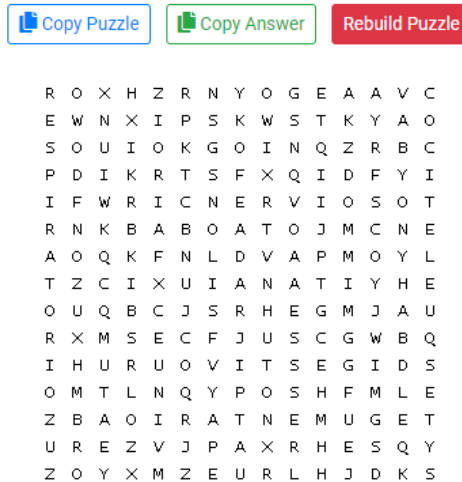 Copy Puzzle Copy Answer Rebuild Puzzle
R O X H Z R N Y O G E A A V C
E W N X I P S K W S T K Y A O
S O U I O K G O I N Q Z R B C
P D I K R T S F X Q I D F Y I
I F W R I C N E R V I O S O T
R N K B A B O A T O J M C N E
A O Q K F N L D V A P M O Y L
T Z C I X U I A N A T I Y H E
O U Q B C J S R H E G M J A U
R X M S E C F J U S C G W B Q
I H U R U O V I T S E G I D S
O M T L N Q Y P O S H F M L E
Z B A O I R A T N E M U G E T
U R E Z V J P A X R H E S Q Y
Z O Y X M Z E U R L H J D K S